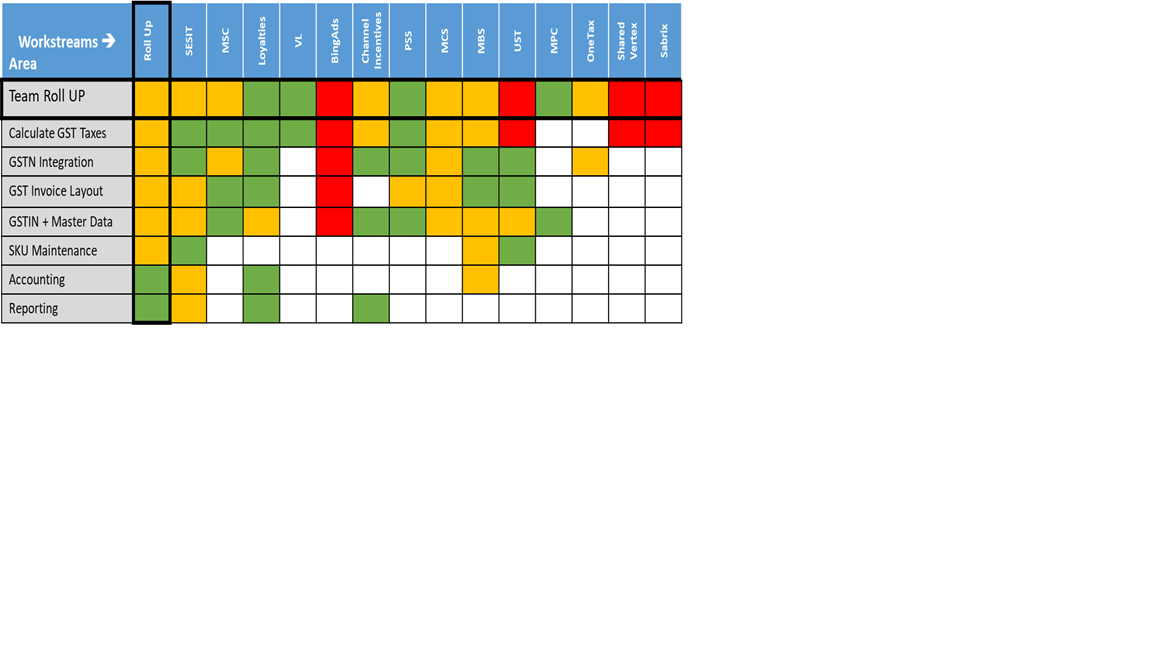 Workstreams →
Area
Roll Up
SESIT
MSC
Loyalties
VL
BingAds
Channel
Incentives
PSS
MCS
MBS
UST
MPC
OneTax
Shared
Vertex
Sabrix
Team Roll UP
Calculate GST Taxes
GSTN Integration
GST Invoice Layout
GSTIN + Master Data
SKU Maintenance
Accounting
Reporting